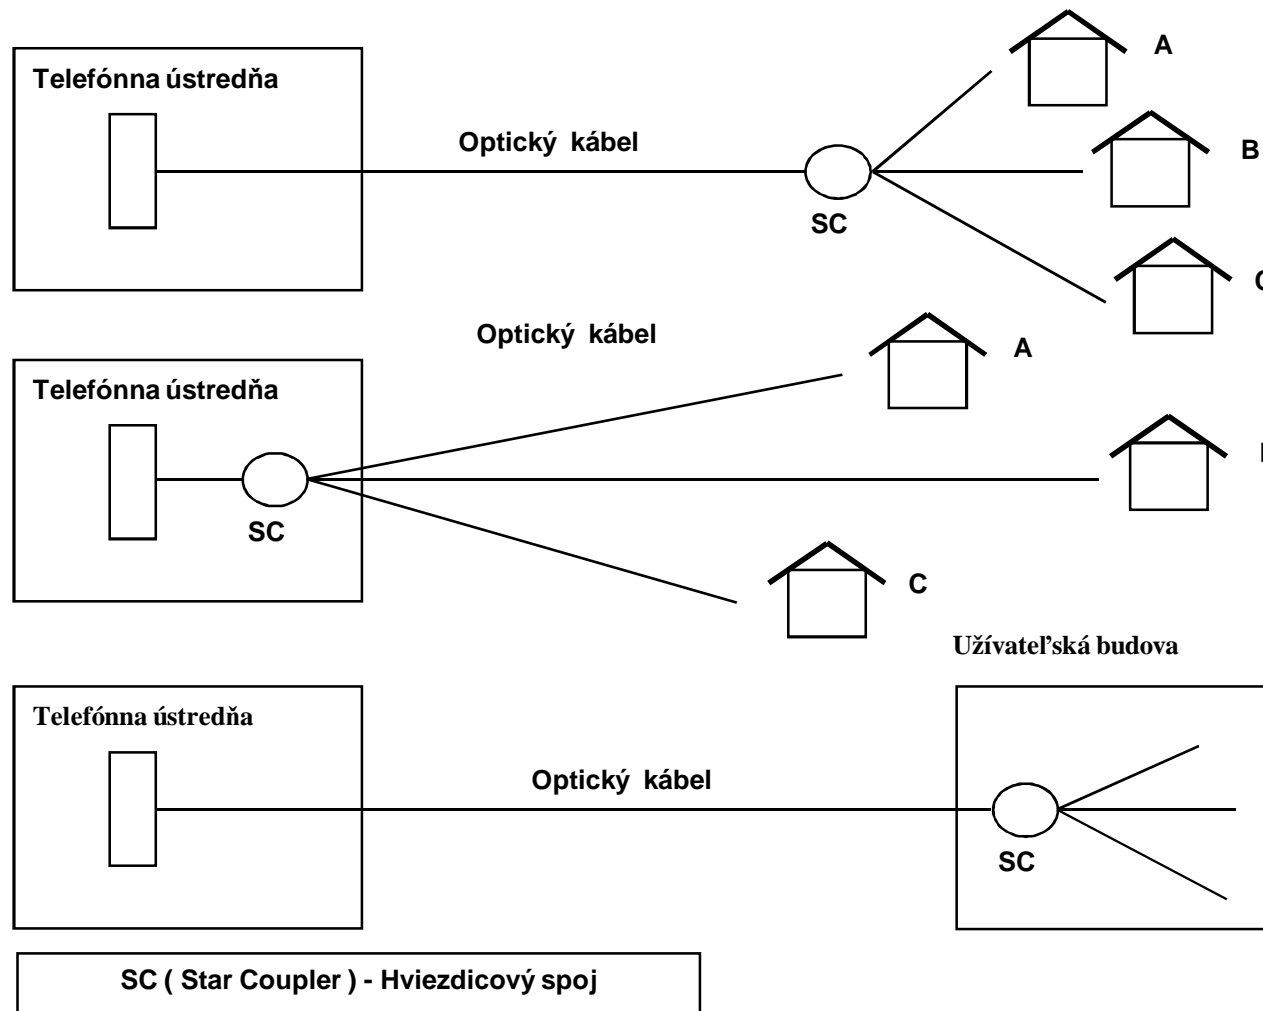 A
Telefónna ústredňa
Optický kábel
B
SC
Optický kábel
A
Telefónna ústredňa
SC
C
Užívateľská budova
Telefónna ústredňa
Optický kábel
SC
SC ( Star Coupler ) - Hviezdicový spoj